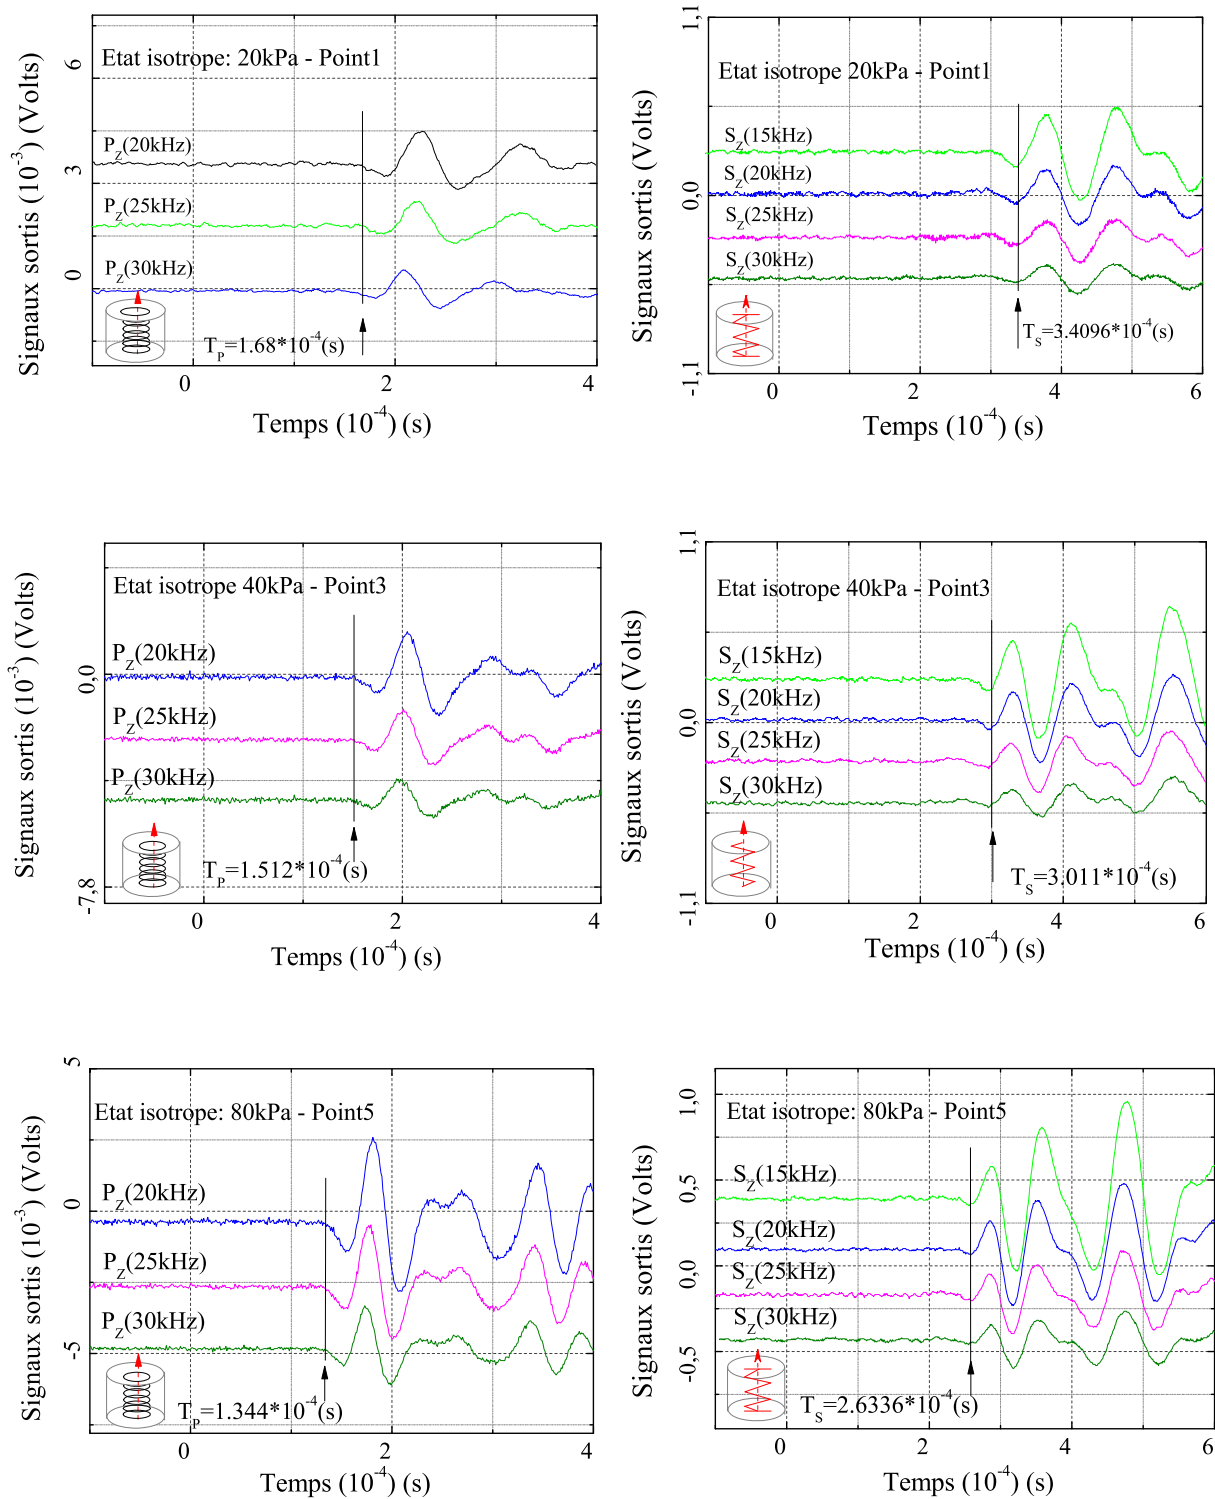 Etat isotrope: 20kPa - Point1
Signaux sortis (10⁻³) (Volts)
6
3
0
P_Z(20kHz)
P_Z(25kHz)
P_Z(30kHz)
T_P=1.68*10⁻⁴(s)
0
2
4
Temps (10⁻⁴) (s)
Etat isotrope 20kPa - Point1
Signaux sortis (Volts)
1,1
0,0
-1,1
S_Z(15kHz)
S_Z(20kHz)
S_Z(25kHz)
S_Z(30kHz)
T_S=3.4096*10⁻⁴(s)
0
2
4
6
Temps (10⁻⁴) (s)
Etat isotrope 40kPa - Point3
Signaux sortis (10⁻³) (Volts)
0,0
-7,8
P_Z(20kHz)
P_Z(25kHz)
P_Z(30kHz)
T_P=1.512*10⁻⁴(s)
0
2
4
Temps (10⁻⁴) (s)
Etat isotrope 40kPa - Point3
Signaux sortis (Volts)
1,1
0,0
-1,1
S_Z(15kHz)
S_Z(20kHz)
S_Z(25kHz)
S_Z(30kHz)
T_S=3.011*10⁻⁴(s)
0
2
4
6
Temps (10⁻⁴) (s)
Etat isotrope: 80kPa - Point5
Signaux sortis (10⁻³) (Volts)
5
0
-5
P_Z(20kHz)
P_Z(25kHz)
P_Z(30kHz)
T_P=1.344*10⁻⁴(s)
0
2
4
Temps (10⁻⁴) (s)
Etat isotrope: 80kPa - Point5
Signaux sortis (Volts)
1,0
0,5
0,0
-0,5
S_Z(15kHz)
S_Z(20kHz)
S_Z(25kHz)
S_Z(30kHz)
T_S=2.6336*10⁻⁴(s)
0
2
4
6
Temps (10⁻⁴) (s)